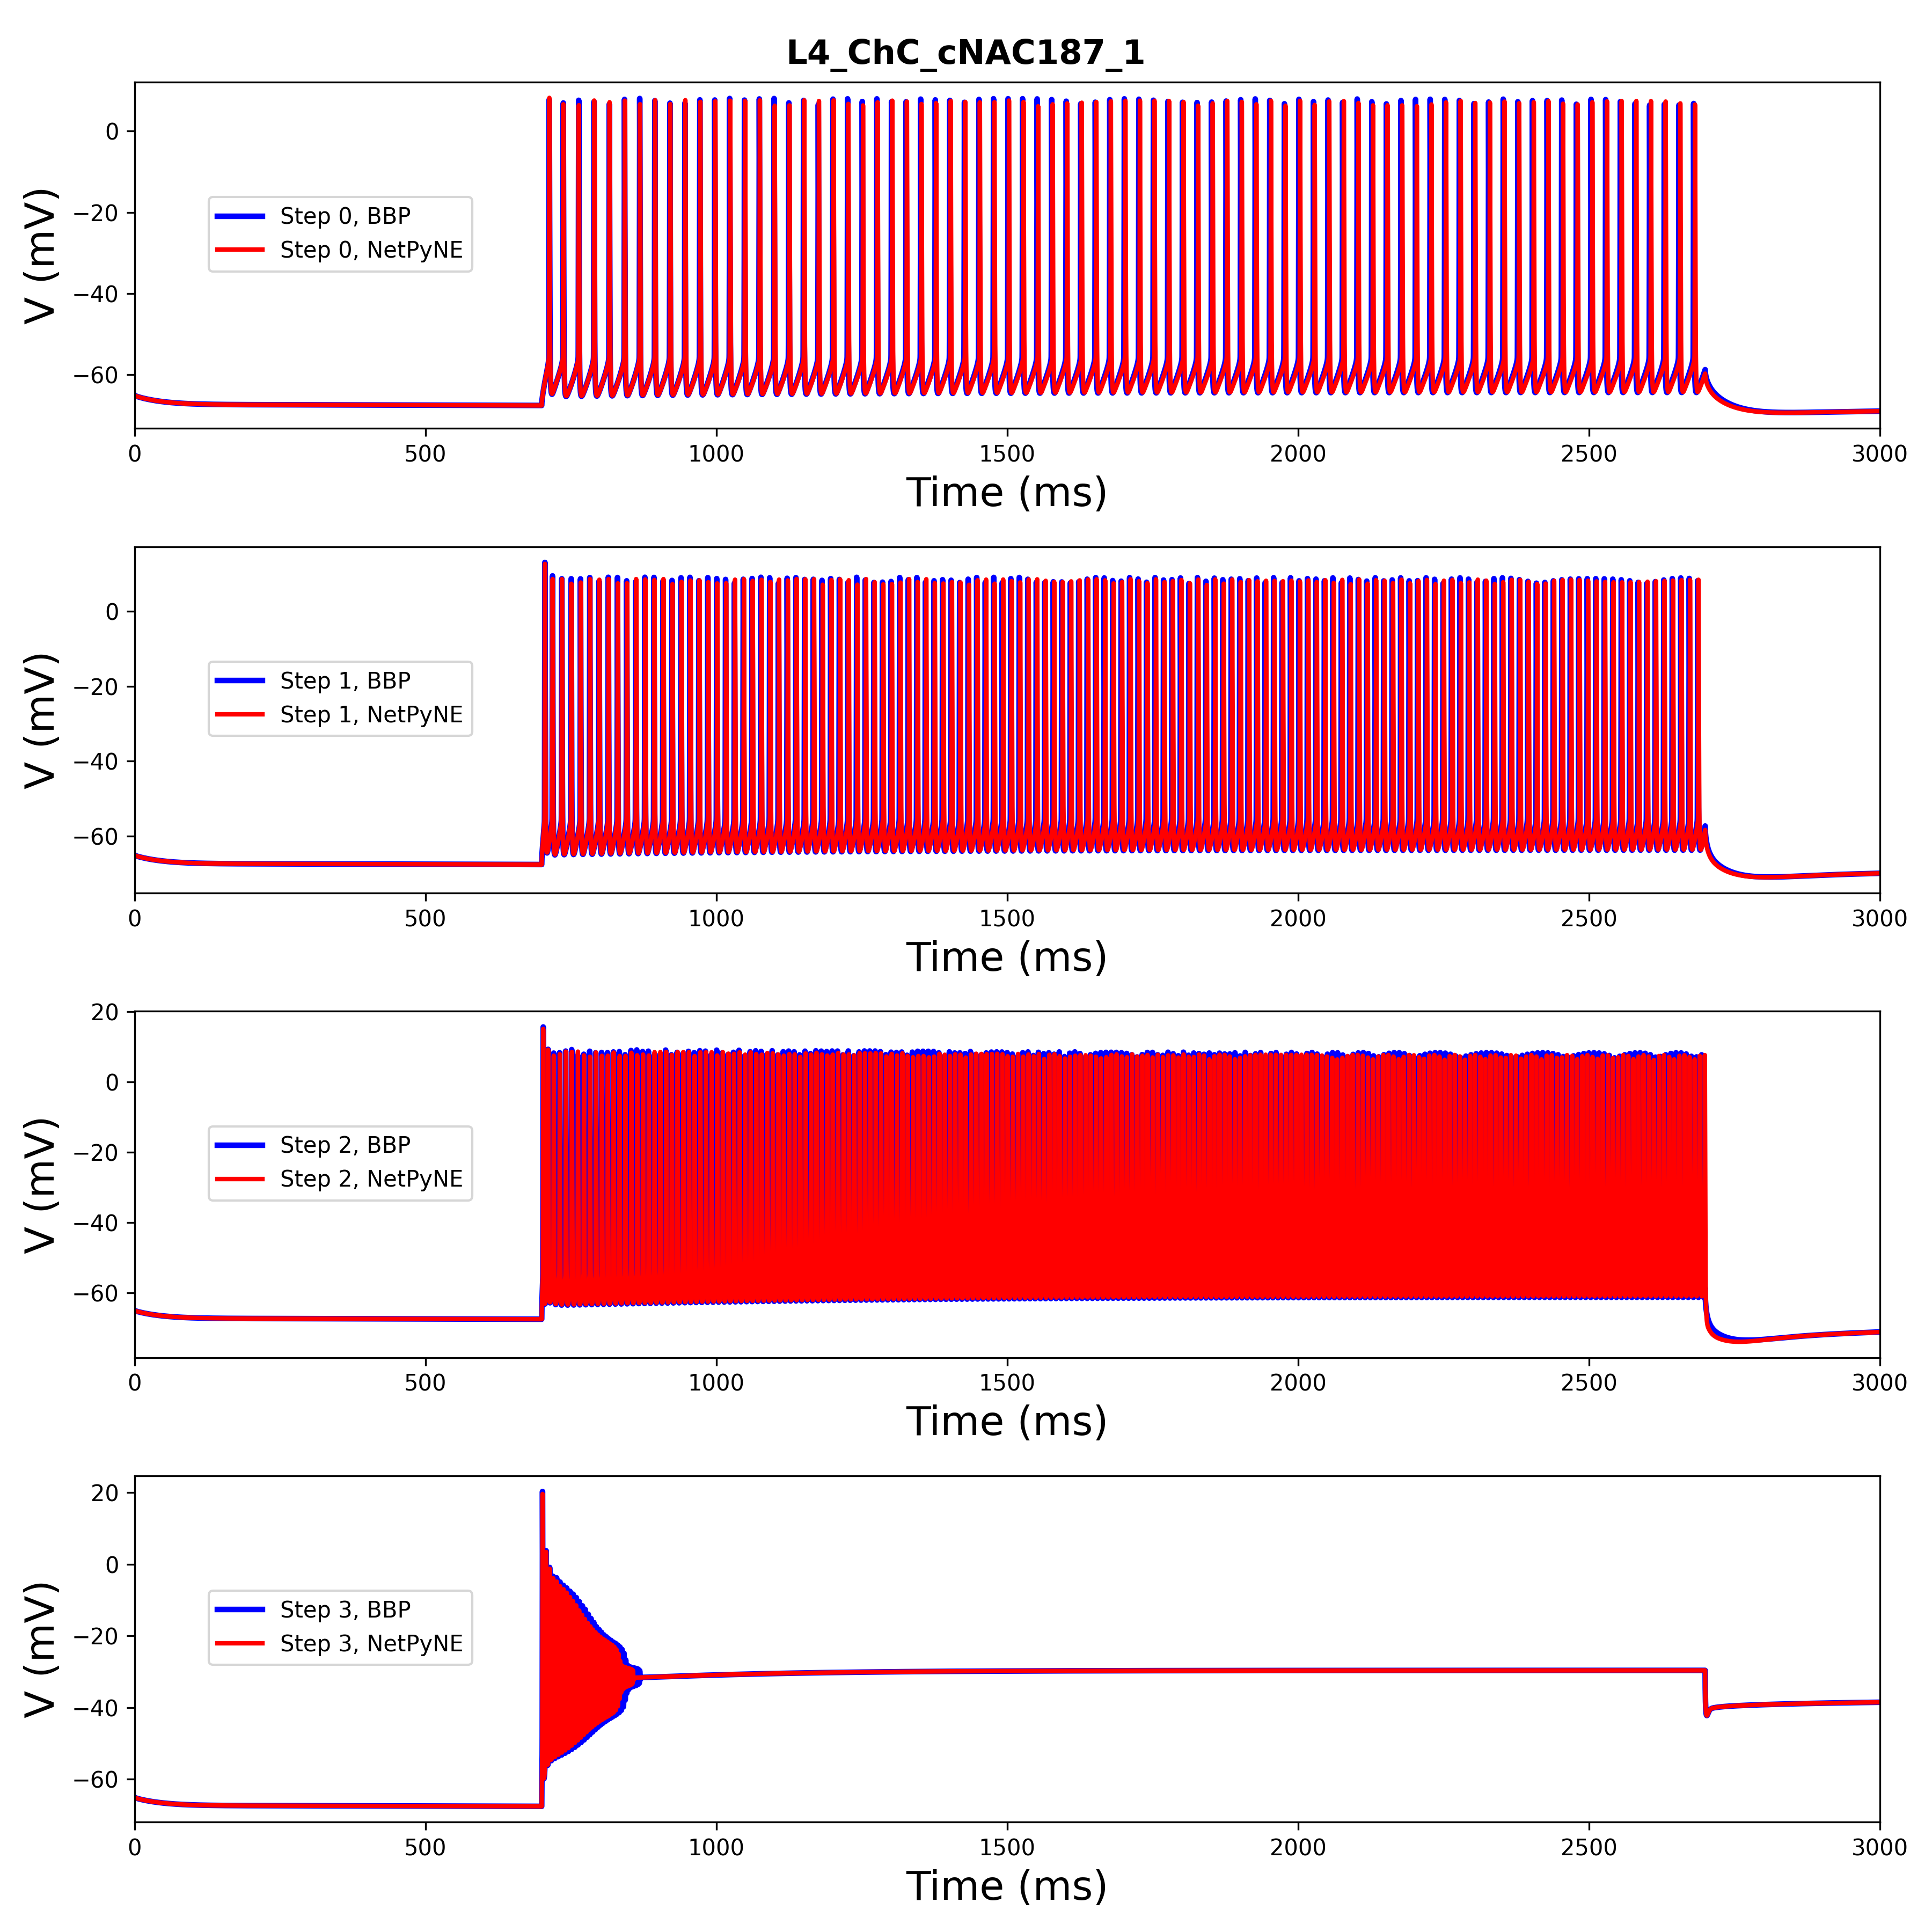 L4_ChC_cNAC187_1
V (mV)
0
−20
−40
−60
Step 0, BBP
Step 0, NetPyNE
0 500 1000 1500 2000 2500 3000
Time (ms)
V (mV)
0
−20
−40
−60
Step 1, BBP
Step 1, NetPyNE
0 500 1000 1500 2000 2500 3000
Time (ms)
V (mV)
20
0
−20
−40
−60
Step 2, BBP
Step 2, NetPyNE
0 500 1000 1500 2000 2500 3000
Time (ms)
V (mV)
20
0
−20
−40
−60
Step 3, BBP
Step 3, NetPyNE
0 500 1000 1500 2000 2500 3000
Time (ms)